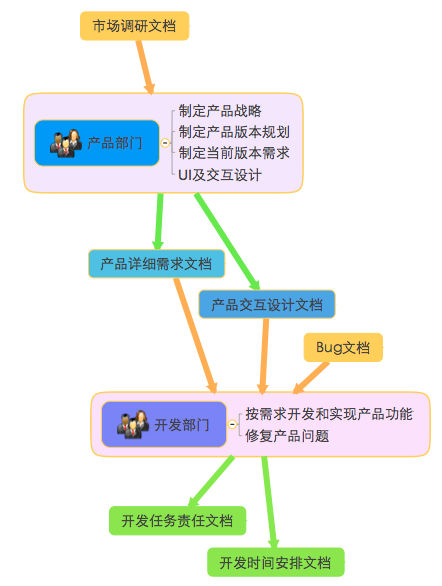 市场调研文档
产品部门
制定产品战略
制定产品版本规划
制定当前版本需求
UI及交互设计
产品详细需求文档
产品交互设计文档
Bug文档
开发部门
按需求开发和实现产品功能
修复产品问题
开发任务责任文档
开发时间安排文档